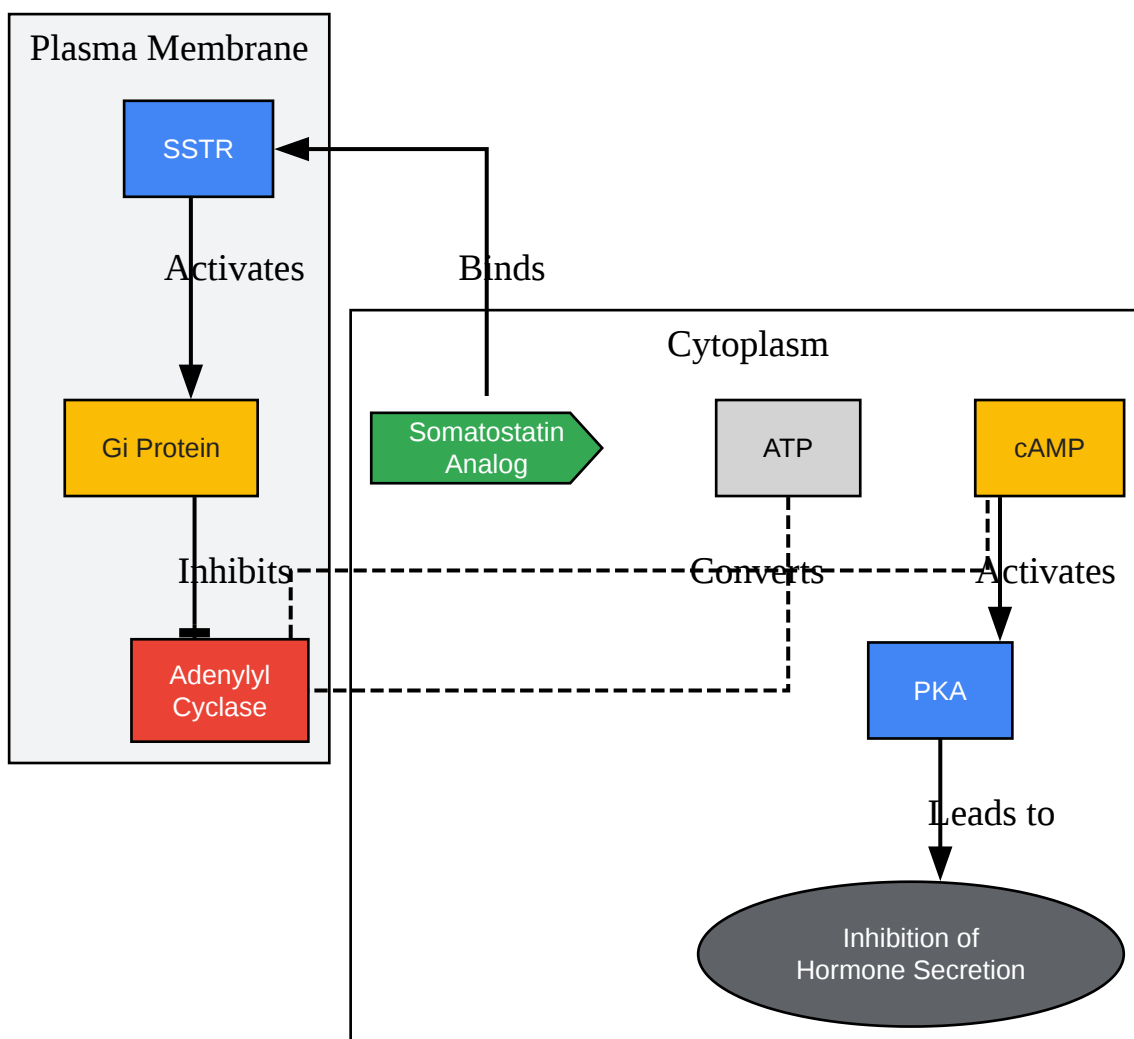 Plasma Membrane
SSTR
Activates
Binds
Cytoplasm
Gi Protein
Somatostatin
Analog
ATP
cAMP
Inhibits
Converts
Activates
Adenylyl
Cyclase
PKA
Leads to
Inhibition of
Hormone Secretion